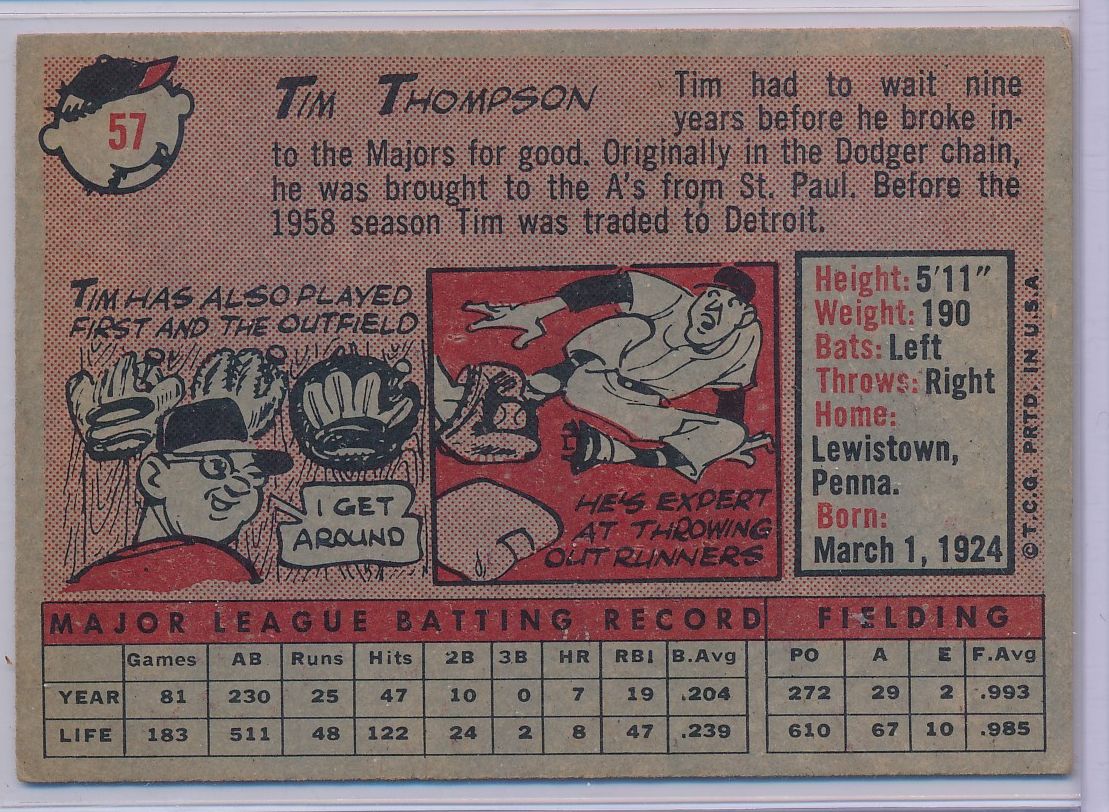 57
TIM THOMPSON
Tim had to wait nine
years before he broke in-
to the Majors for good. Originally in the Dodger chain,
he was brought to the A's from St. Paul. Before the
1958 season Tim was traded to Detroit.
TIM HAS ALSO PLAYED
FIRST AND THE OUTFIELD
I GET
AROUND
HE'S EXPERT
AT THROWING
OUT RUNNERS
Height: 5'11"
Weight: 190
Bats: Left
Throws: Right
Home:
Lewistown,
Penna.
Born:
March 1, 1924
© T.C.G. PRTD. IN U.S.A
MAJOR LEAGUE BATTING RECORD FIELDING
Games AB Runs Hits 2B 3B HR RBI B.Avg PO A E F.Avg
YEAR 81 230 25 47 10 0 7 19 .204 272 29 2 .993
LIFE 183 511 48 122 24 2 8 47 .239 610 67 10 .985